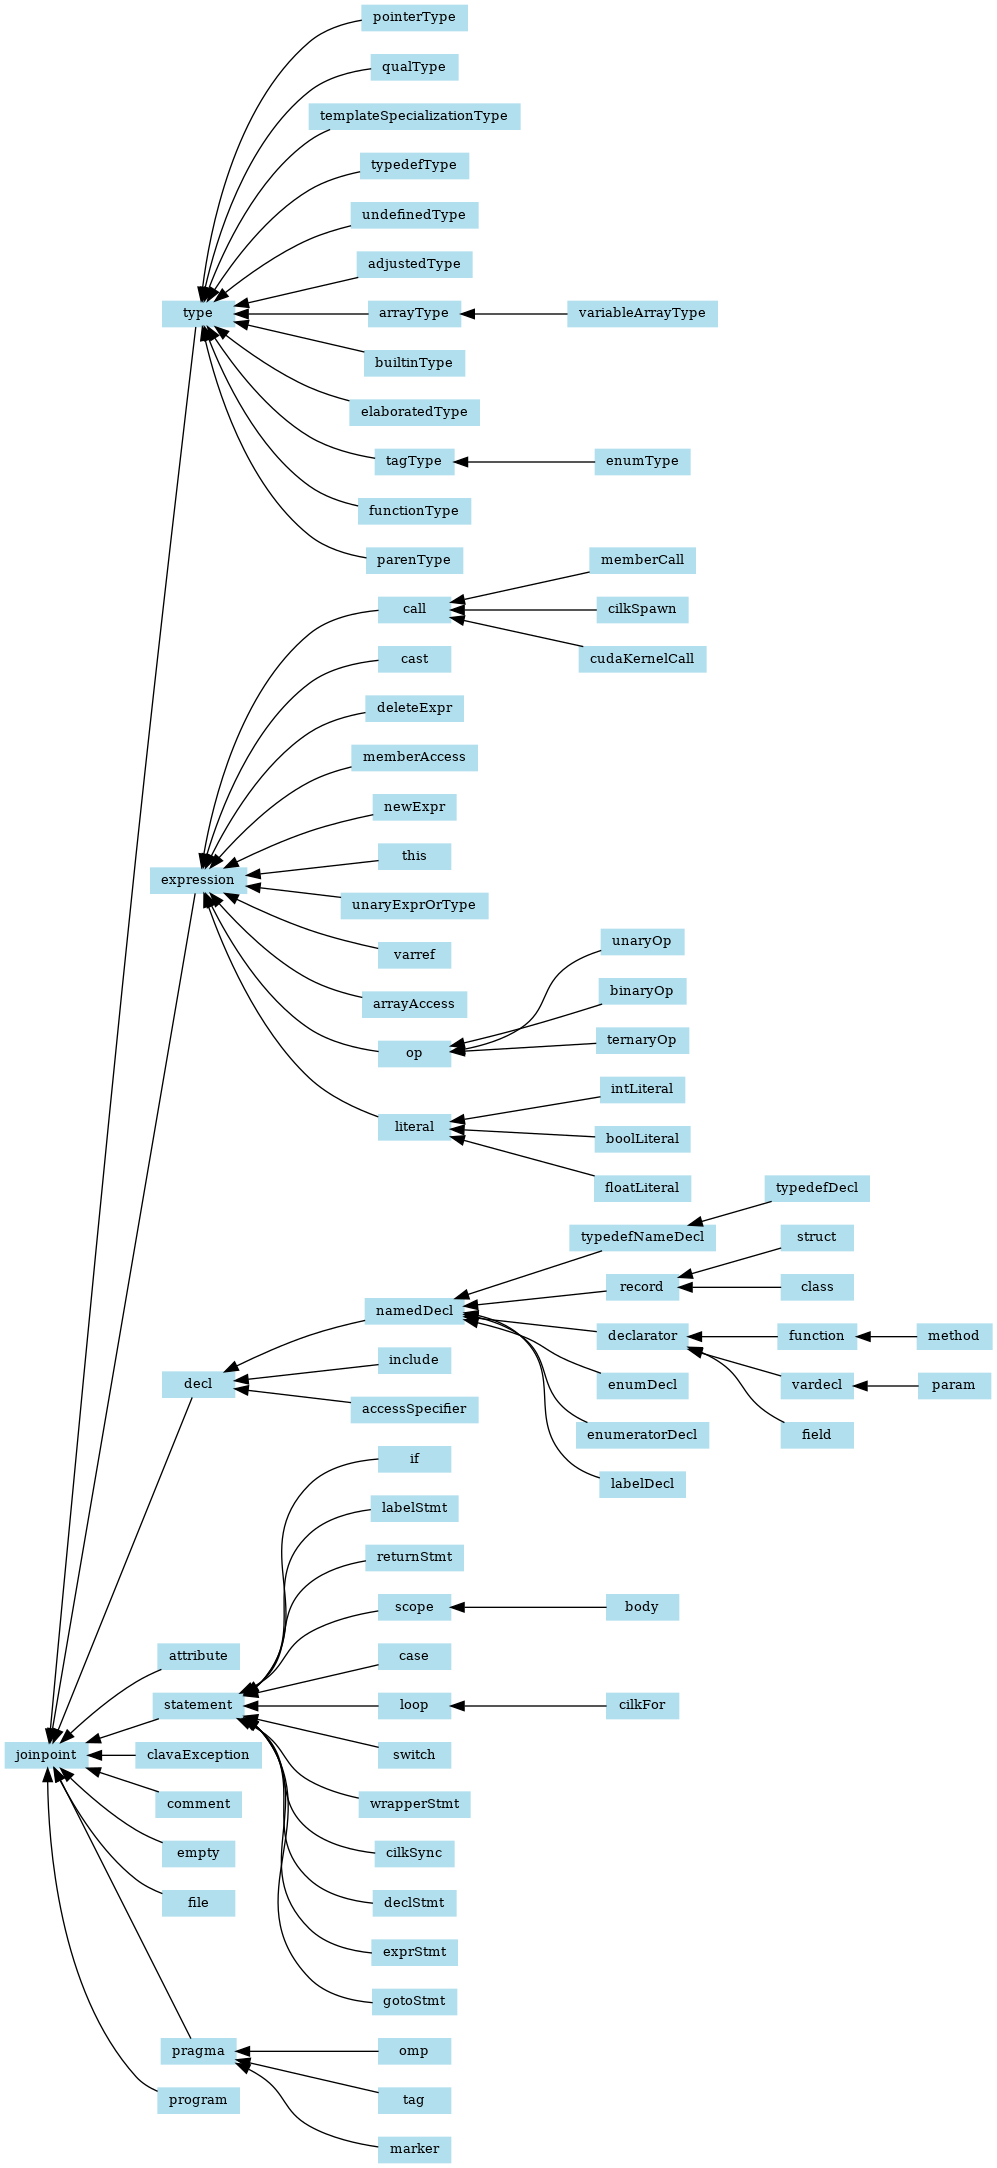 pointerType
qualType
templateSpecializationType
typedefType
undefinedType
adjustedType
type
arrayType
variableArrayType
builtinType
elaboratedType
tagType
enumType
functionType
parenType
memberCall
call
cilkSpawn
cast
cudaKernelCall
deleteExpr
memberAccess
newExpr
this
expression
unaryExprOrType
varref
unaryOp
arrayAccess
binaryOp
op
ternaryOp
intLiteral
literal
boolLiteral
floatLiteral
typedefDecl
typedefNameDecl
struct
record
class
namedDecl
declarator
function
method
include
decl
enumDecl
vardecl
param
accessSpecifier
enumeratorDecl
field
if
labelDecl
labelStmt
returnStmt
scope
body
attribute
case
statement
loop
cilkFor
joinpoint
clavaException
switch
comment
wrapperStmt
empty
cilkSync
file
declStmt
exprStmt
gotoStmt
pragma
omp
program
tag
marker